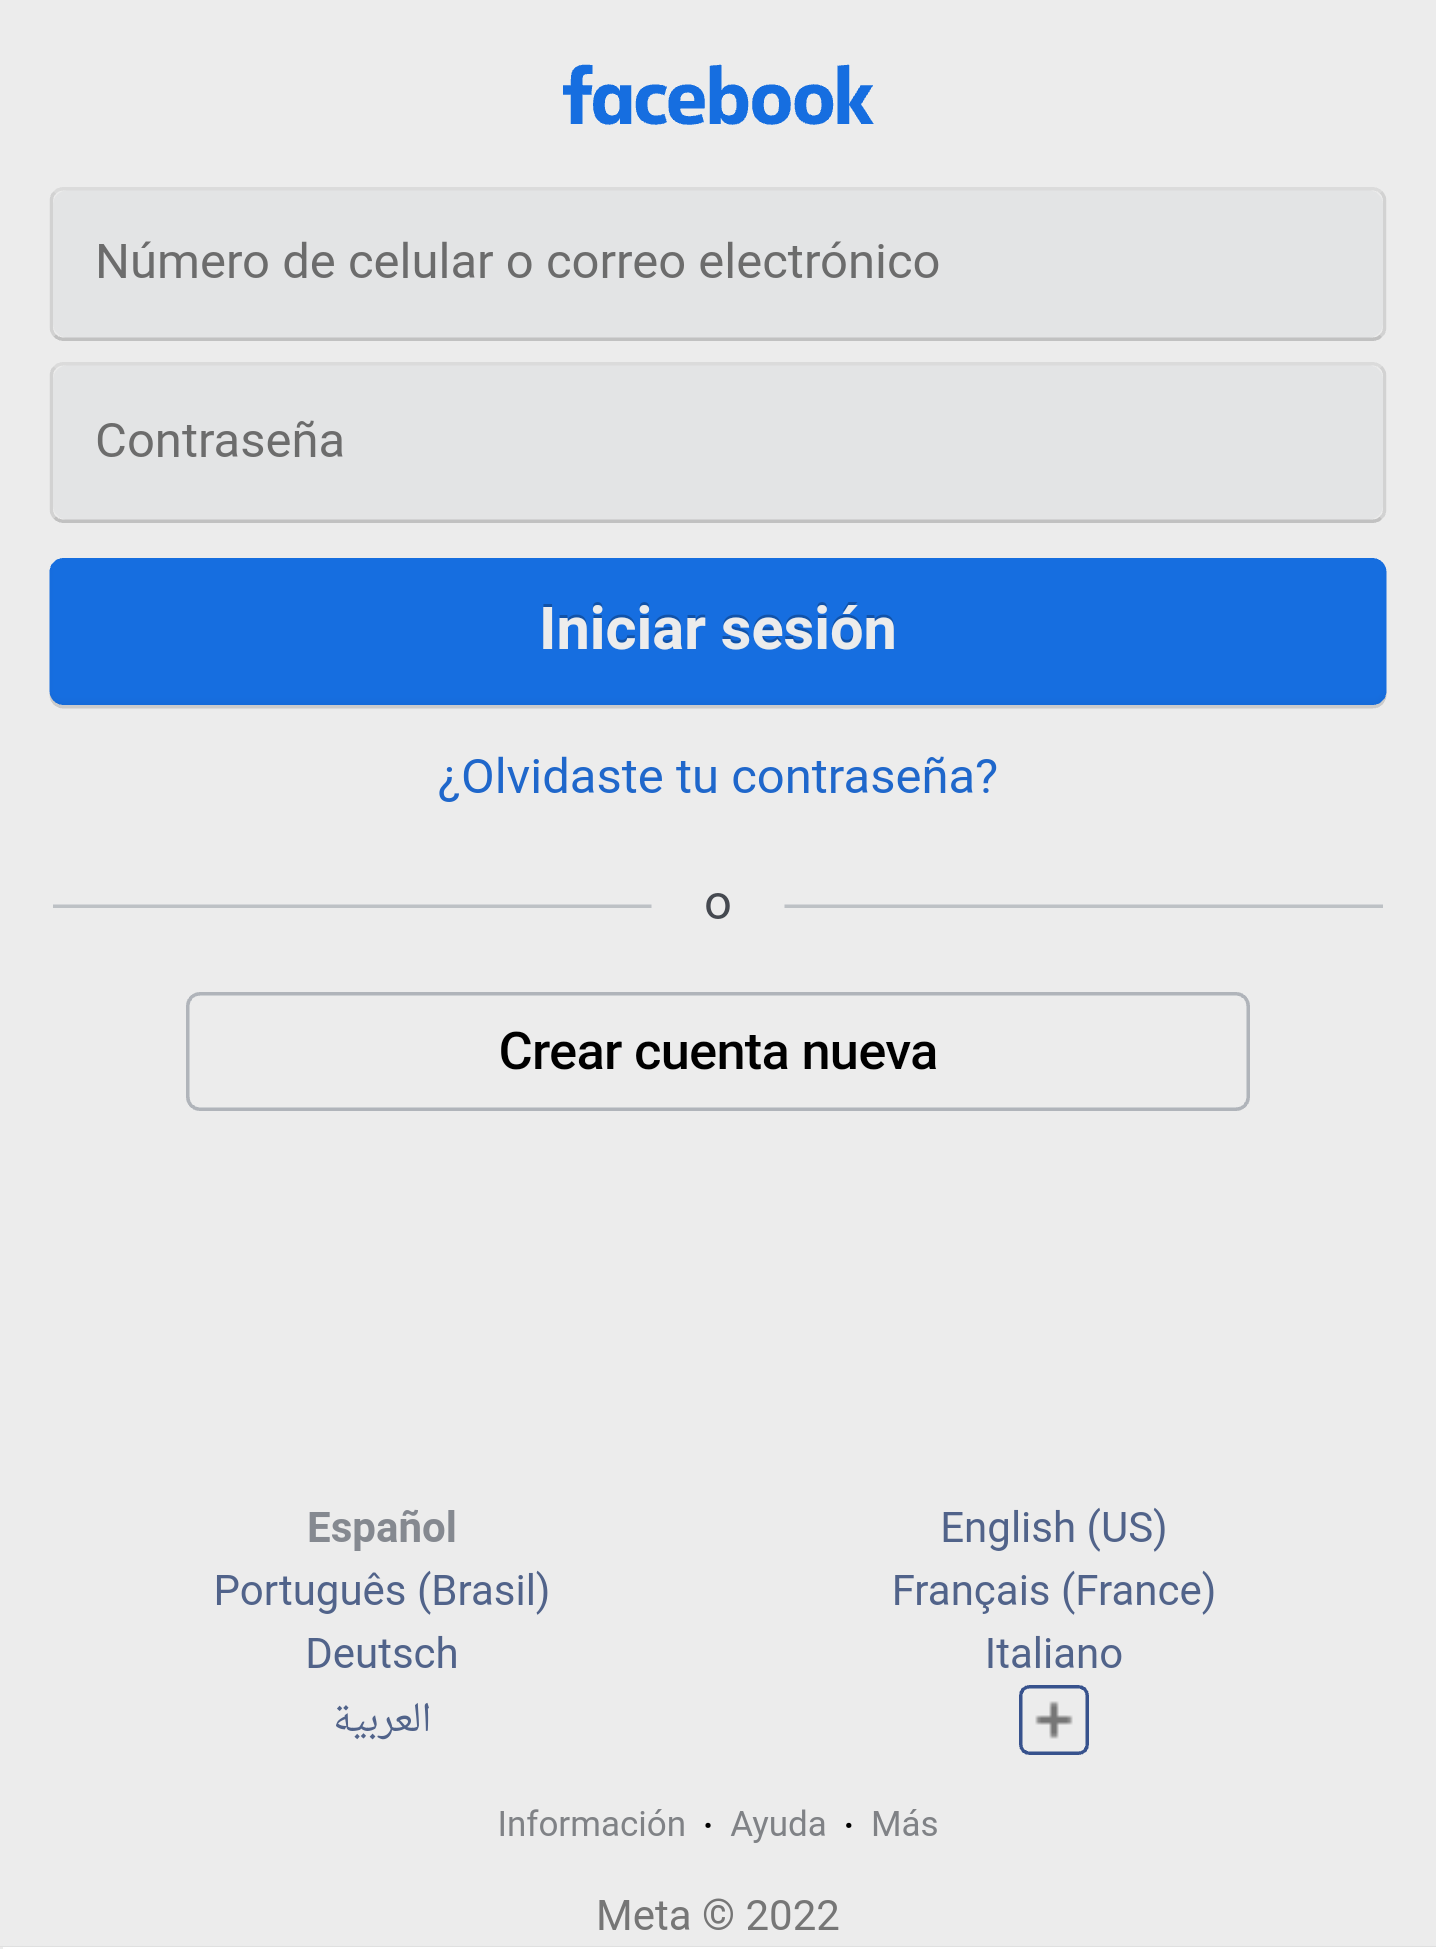 facebook
Número de celular o correo electrónico
Contraseña
Iniciar sesión
¿Olvidaste tu contraseña?
o
Crear cuenta nueva
Español
English (US)
Português (Brasil)
Français (France)
Deutsch
Italiano
العربية
+
Información · Ayuda · Más
Meta © 2022